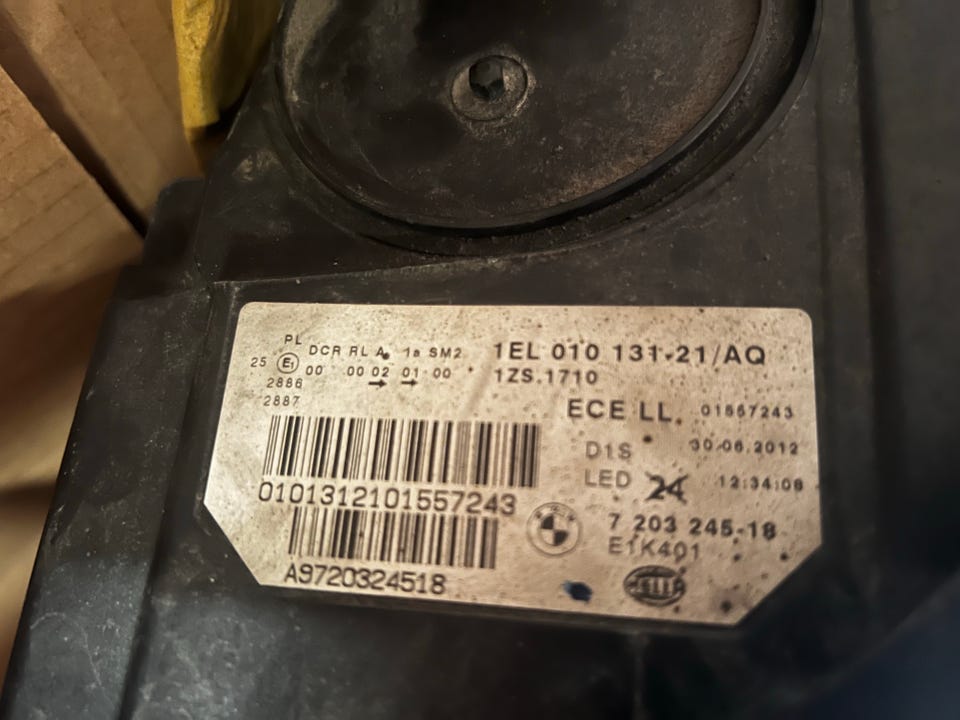 PL
DCR RL A 1a SM2
25 E1 00 00 02 01 00
2886
2887
1EL 010 131-21/AQ
1ZS.1710
ECE LL. 01557243
D1S 30.06.2012
LED 24 12:34:08
0101312101557243
7 203 245-18
E1K401
A9720324518
HELLA